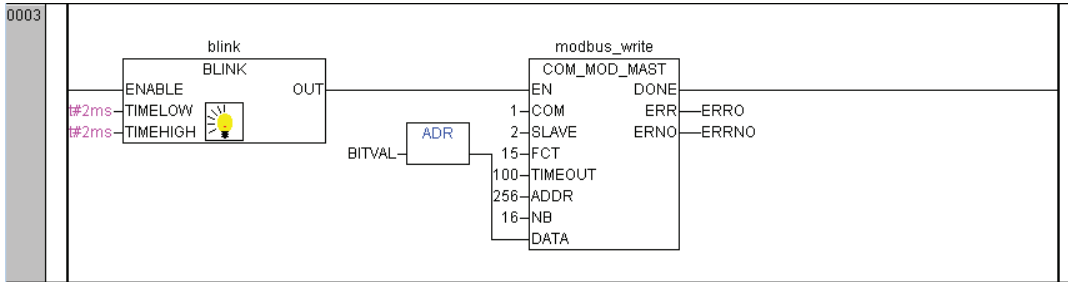 0003
blink modbus_write
BLINK COM_MOD_MAST
ENABLE OUT EN DONE
t#2ms TIMELOW 1 COM ERR ERRO
t#2ms TIMEHIGH 2 SLAVE ERNO ERRNO
BITVAL ADR 15 FCT
100 TIMEOUT
256 ADDR
16 NB
DATA